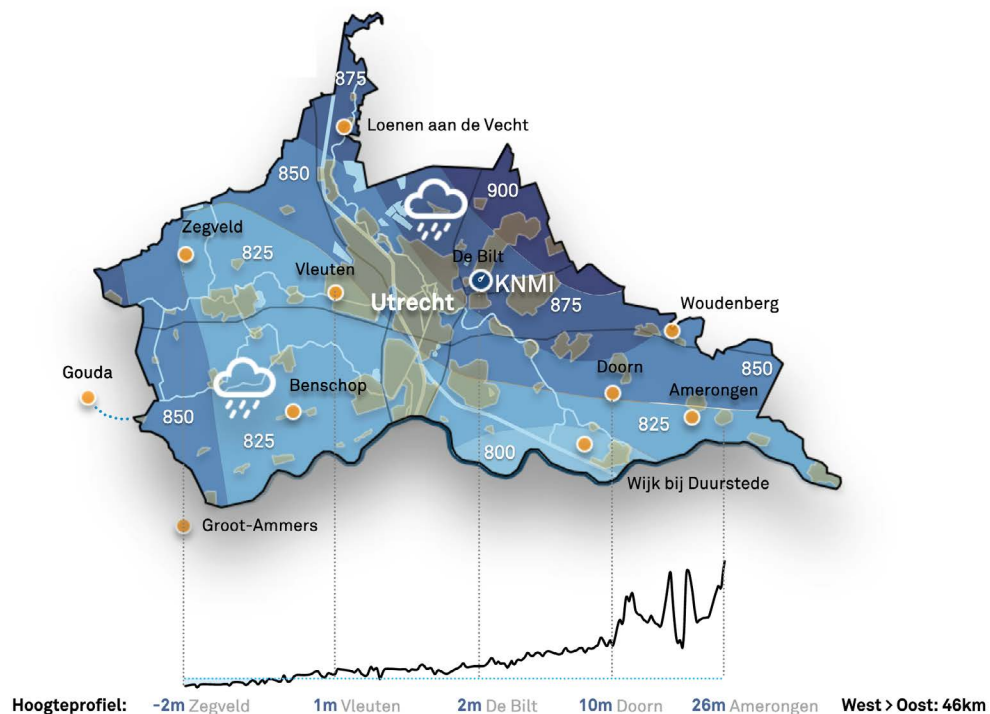 875
Loenen aan de Vecht
850
900
Zegveld
825
De Bilt
Vleuten
KNMI
Utrecht
875
Woudenberg
Gouda
Benschop
Doorn
850
Amerongen
850
825
825
800
Wijk bij Duurstede
Groot-Ammers
Hoogteprofiel: -2m Zegveld 1m Vleuten 2m De Bilt 10m Doorn 26m Amerongen West > Oost: 46km